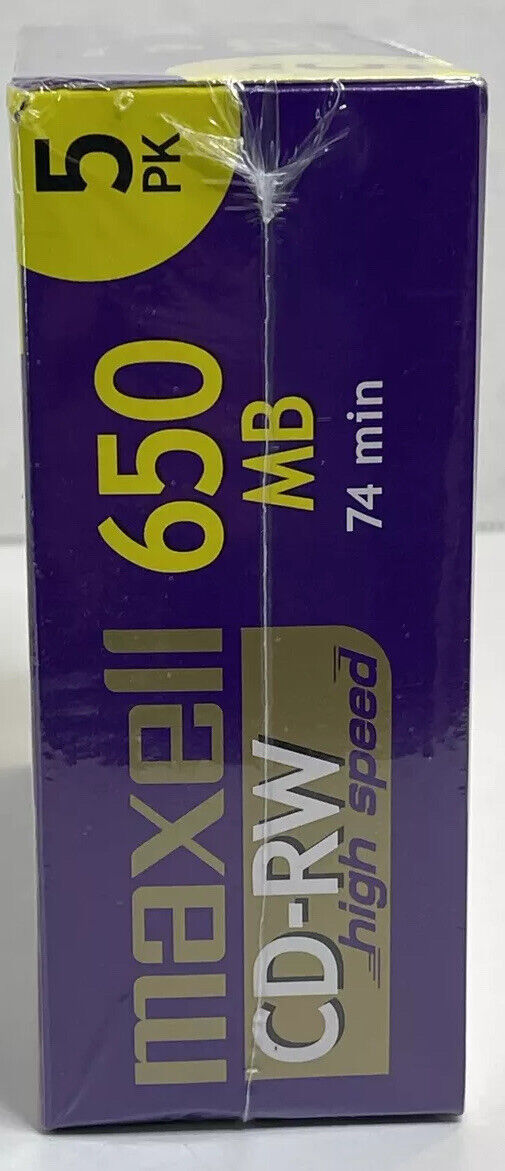 maxell
CD-RW
high speed
650
MB
74 min
5
PK